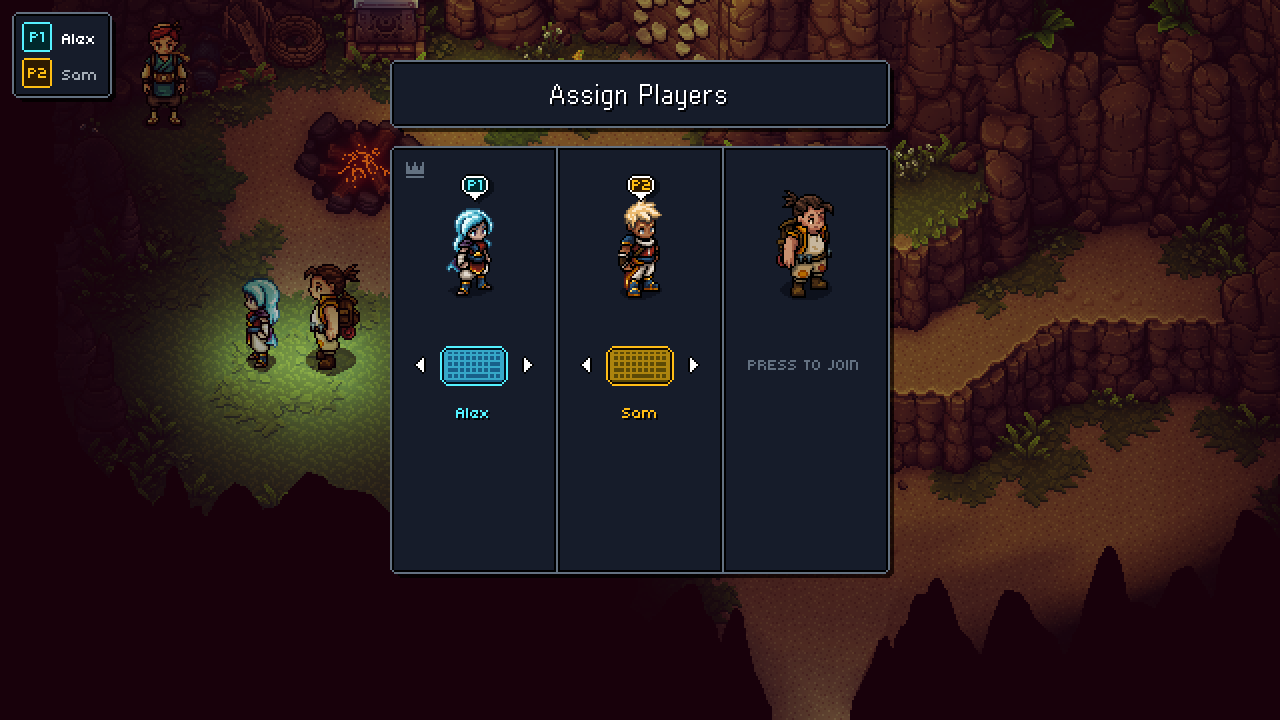 P1 Alex
P2 Sam
Assign Players
P1
P2
PRESS TO JOIN
Alex
Sam